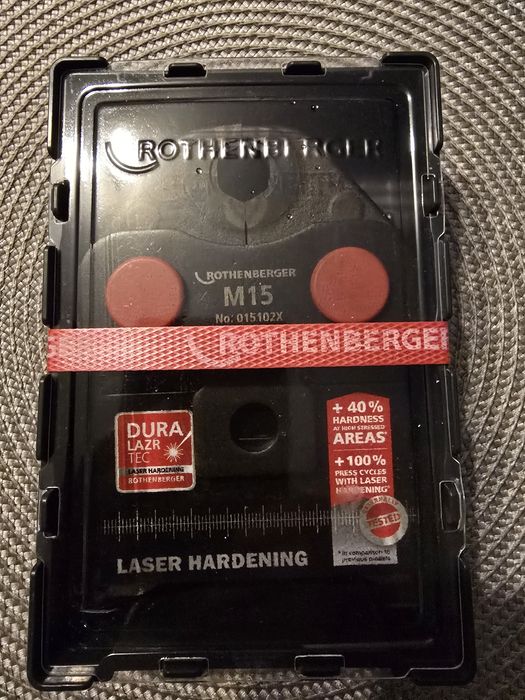 ROTHENBERGER
ROTHENBERGER
M15
No: 015102X
ROTHENBERGER
DURA
LAZR
TEC
LASER HARDENING
ROTHENBERGER
+ 40%
HARDNESS
AT HIGH STRESSED
AREAS*
+ 100%
PRESS CYCLES
WITH LASER
HARDENING*
TESTED
* in comparison to
previous models
LASER HARDENING